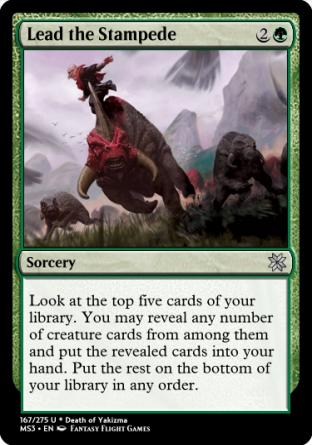 Lead the Stampede 2
Sorcery
Look at the top five cards of your
library. You may reveal any number
of creature cards from among them
and put the revealed cards into your
hand. Put the rest on the bottom of
your library in any order.
167/275 U * Death of Yakizma
MS3 • EN Fantasy Flight Games